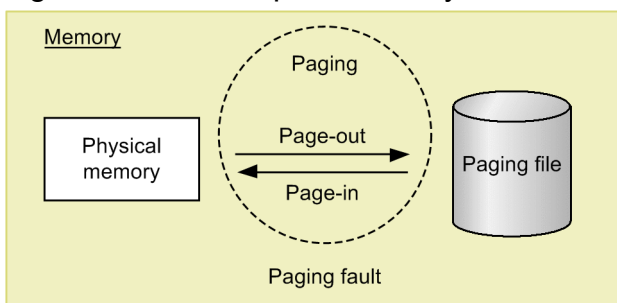 Memory
Paging
Physical
memory
Page-out
Page-in
Paging file
Paging fault